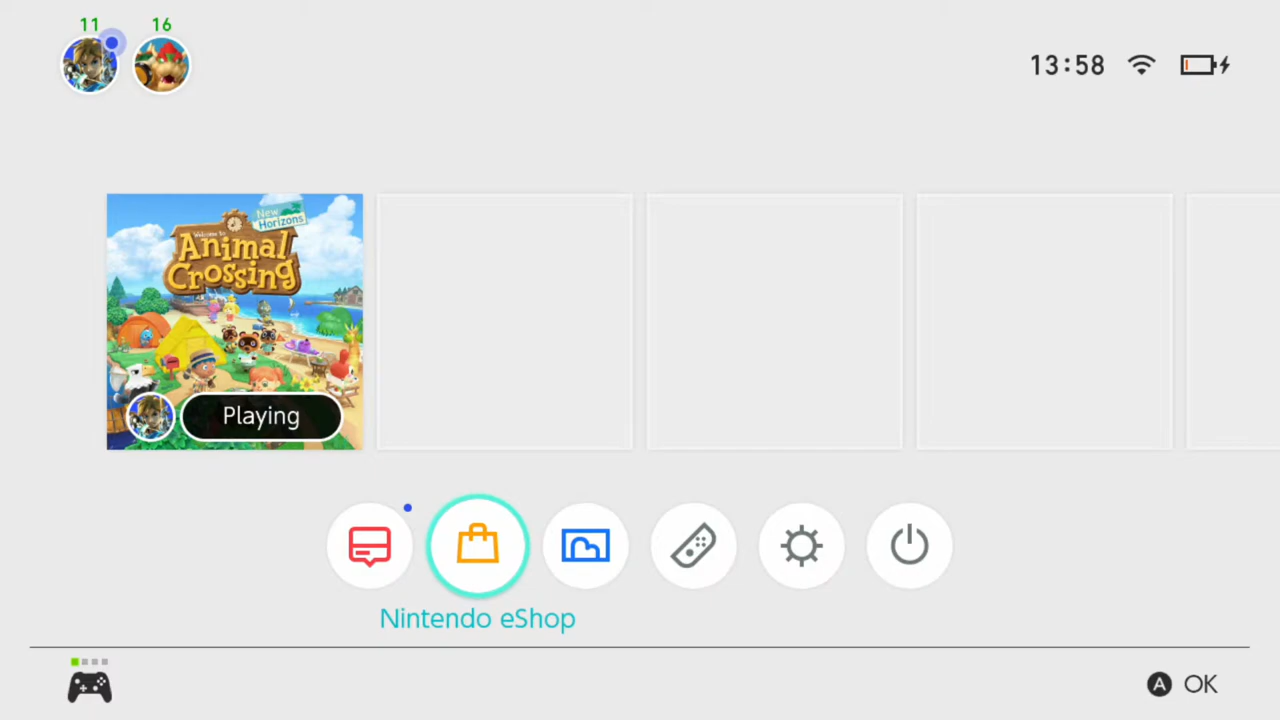 11 16
13:58
New
Horizons
Welcome to
Animal
Crossing
Playing
Nintendo eShop
A OK